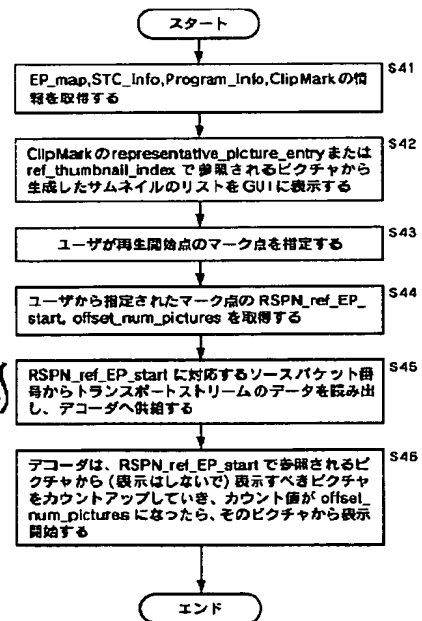 スタート
S41
EP_map,STC_Info,Program_Info,ClipMarkの情
報を取得する
S42
ClipMarkのrepresentative_picture_entryまたは
ref_thumbnail_indexで参照されるピクチャから
生成したサムネイルのリストをGUIに表示する
S43
ユーザが再生開始点のマーク点を指定する
S44
ユーザから指定されたマーク点のRSPN_ref_EP_
start, offset_num_picturesを取得する
S45
RSPN_ref_EP_startに対応するソースパケット番
号からトランスポートストリームのデータを読み出
し、デコーダへ供給する
S46
デコーダは、RSPN_ref_EP_startで参照されるピ
クチャから(表示はしないで)表示すべきピクチャ
をカウントアップしていき、カウント値がoffset_
num_picturesになったら、そのピクチャから表示
開始する
エンド